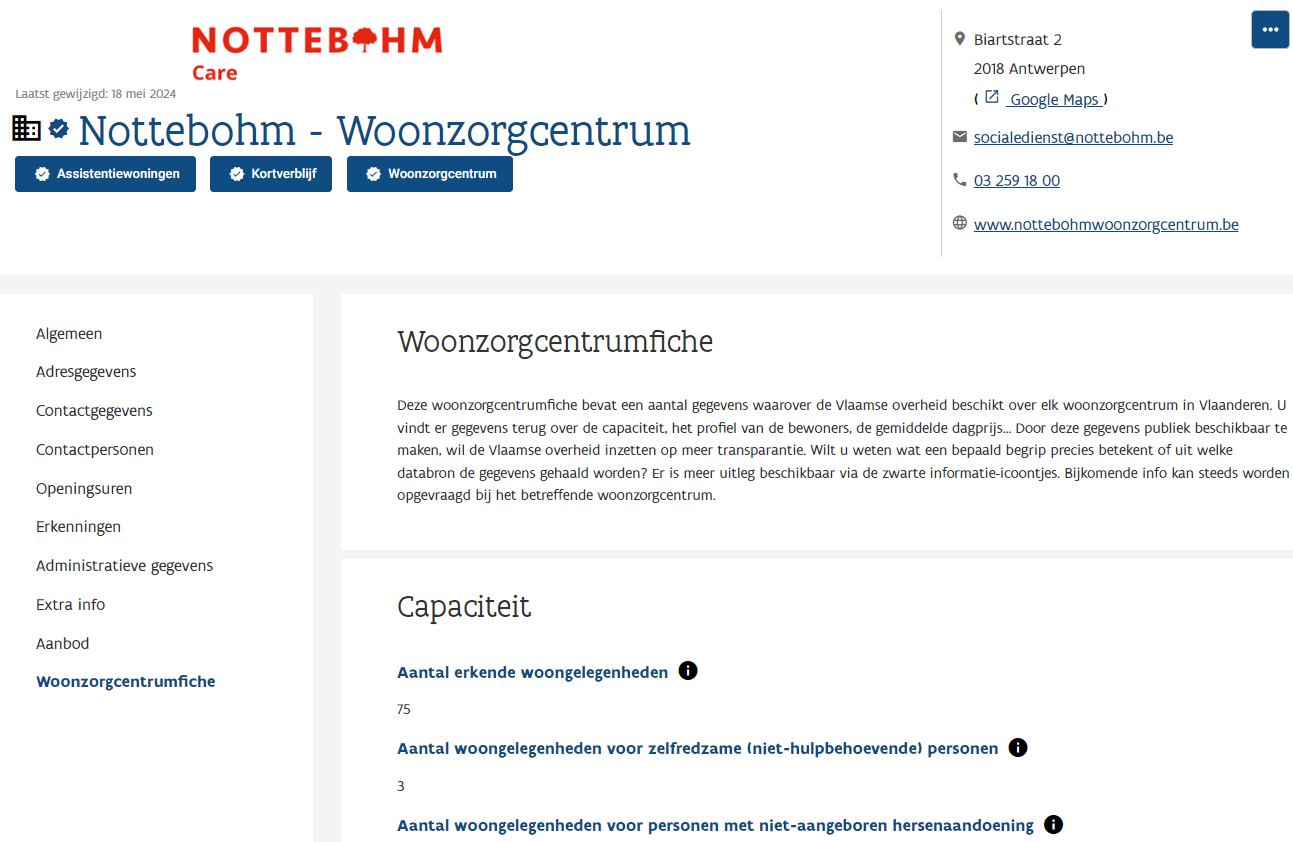 NOTTEBOHM
Care
Laatst gewijzigd: 18 mei 2024
Nottebohm - Woonzorgcentrum
Assistentiewoningen
Kortverblijf
Woonzorgcentrum
Biartstraat 2
2018 Antwerpen
( Google Maps )
socialedienst@nottebohm.be
03 259 18 00
www.nottebohmwoonzorgcentrum.be
Algemeen
Adresgegevens
Contactgegevens
Contactpersonen
Openingsuren
Erkenningen
Administratieve gegevens
Extra info
Aanbod
Woonzorgcentrumfiche
Woonzorgcentrumfiche
Deze woonzorgcentrumfiche bevat een aantal gegevens waarover de Vlaamse overheid beschikt over elk woonzorgcentrum in Vlaanderen. U
vindt er gegevens terug over de capaciteit, het profiel van de bewoners, de gemiddelde dagprijs... Door deze gegevens publiek beschikbaar te
maken, wil de Vlaamse overheid inzetten op meer transparantie. Wilt u weten wat een bepaald begrip precies betekent of uit welke
databron de gegevens gehaald worden? Er is meer uitleg beschikbaar via de zwarte informatie-icoontjes. Bijkomende info kan steeds worden
opgevraagd bij het betreffende woonzorgcentrum.
Capaciteit
Aantal erkende woongelegenheden
75
Aantal woongelegenheden voor zelfredzame (niet-hulpbehoevende) personen
3
Aantal woongelegenheden voor personen met niet-aangeboren hersenaandoening